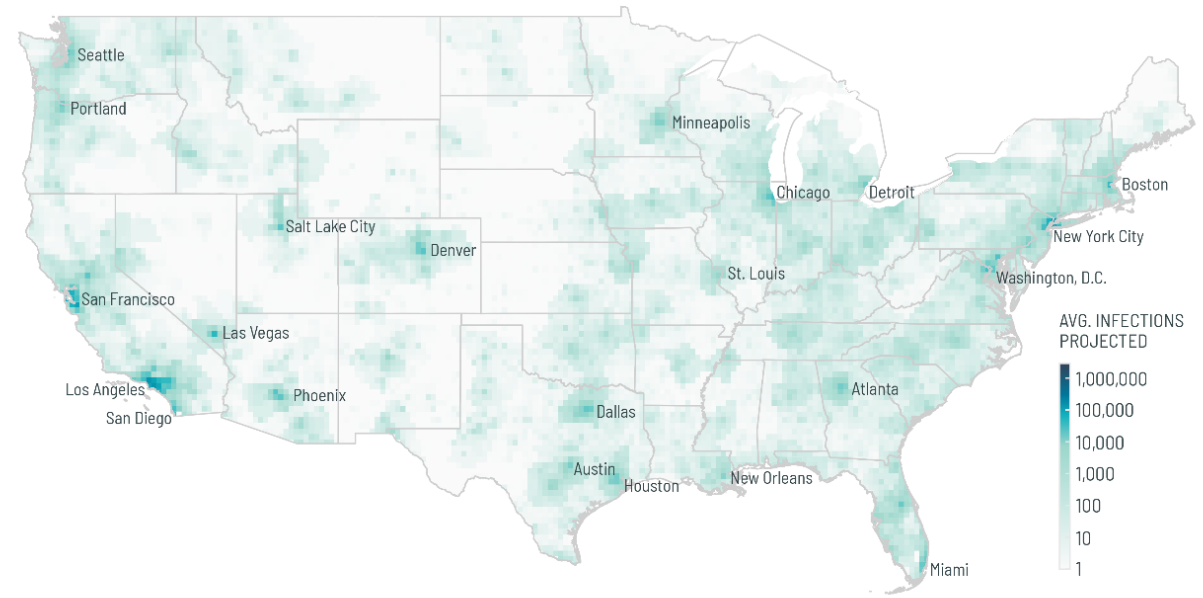 Seattle
Portland
Minneapolis
Chicago
Detroit
Boston
Salt Lake City
New York City
Denver
St. Louis
Washington, D.C.
San Francisco
AVG. INFECTIONS
PROJECTED
Las Vegas
1,000,000
Los Angeles
Phoenix
Atlanta
100,000
San Diego
Dallas
10,000
Austin
1,000
Houston
New Orleans
100
10
Miami
1